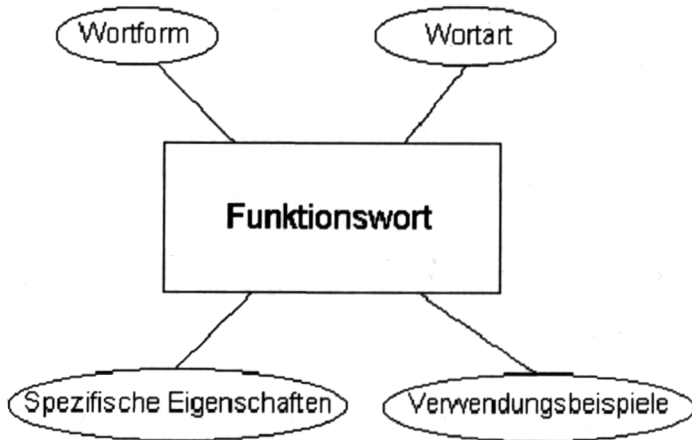 Wortform
Wortart
Funktionswort
Spezifische Eigenschaften
Verwendungsbeispiele